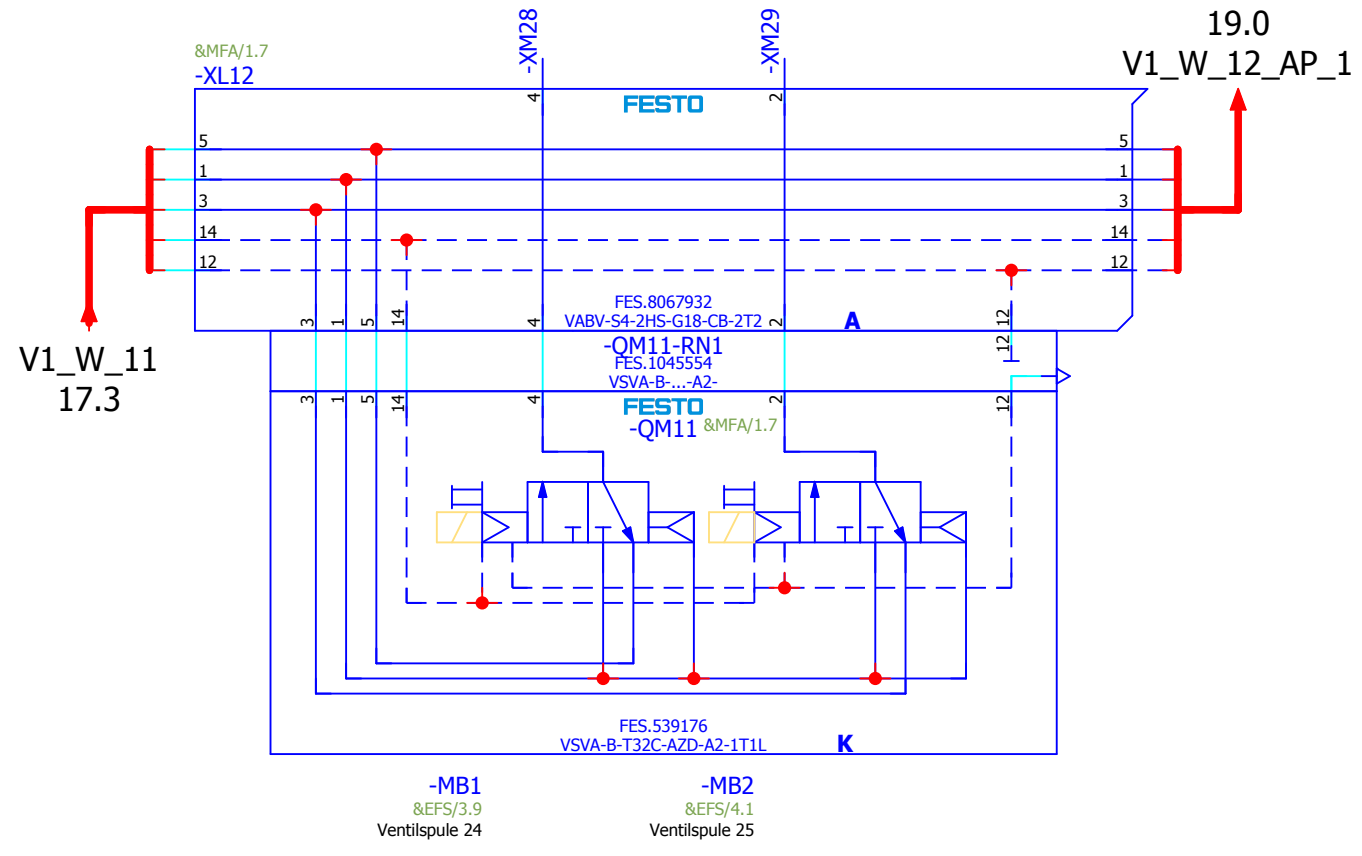 -XM28
-XM29
19.0
V1_W_12_AP_1
&MFA/1.7
-XL12
4
FESTO
2
5
5
1
1
3
3
14
14
12
12
FES.8067932
VABV-S4-2HS-G18-CB-2T2
A
3
1
5
14
4
2
12
V1_W_11
17.3
-QM11-RN1
FES.1045554
VSVA-B-...-A2-
12
3
1
5
14
4
2
12
FESTO
-QM11
&MFA/1.7
FES.539176
VSVA-B-T32C-AZD-A2-1T1L
K
-MB1
&EFS/3.9
Ventilspule 24
-MB2
&EFS/4.1
Ventilspule 25